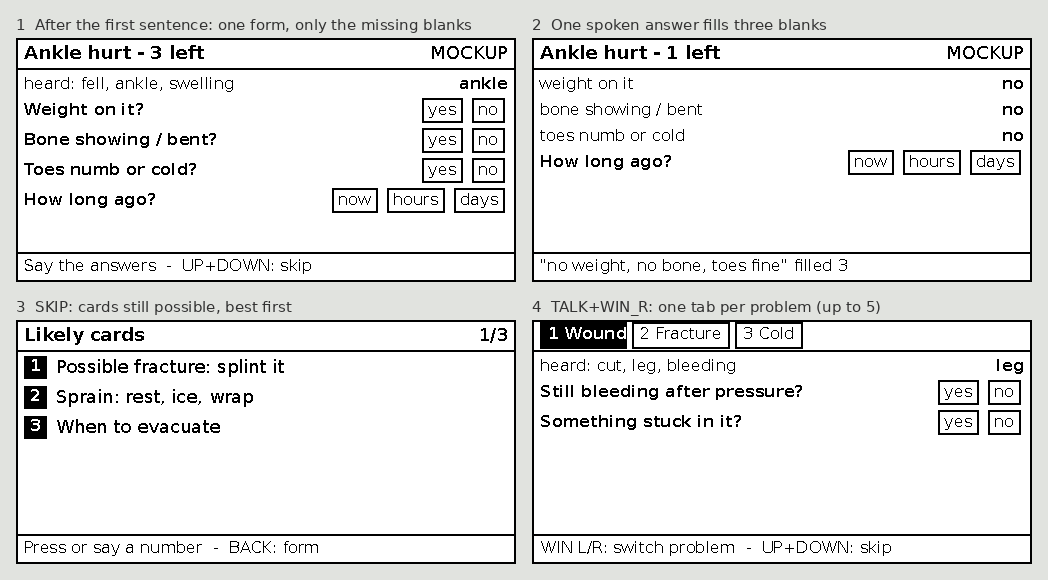 1 After the first sentence: one form, only the missing blanks
Ankle hurt - 3 left MOCKUP
heard: fell, ankle, swelling ankle
Weight on it? yes no
Bone showing / bent? yes no
Toes numb or cold? yes no
How long ago? now hours days
Say the answers - UP+DOWN: skip
2 One spoken answer fills three blanks
Ankle hurt - 1 left MOCKUP
weight on it no
bone showing / bent no
toes numb or cold no
How long ago? now hours days
"no weight, no bone, toes fine" filled 3
3 SKIP: cards still possible, best first
Likely cards 1/3
1 Possible fracture: splint it
2 Sprain: rest, ice, wrap
3 When to evacuate
Press or say a number - BACK: form
4 TALK+WIN_R: one tab per problem (up to 5)
1 Wound 2 Fracture 3 Cold
heard: cut, leg, bleeding leg
Still bleeding after pressure? yes no
Something stuck in it? yes no
WIN L/R: switch problem - UP+DOWN: skip